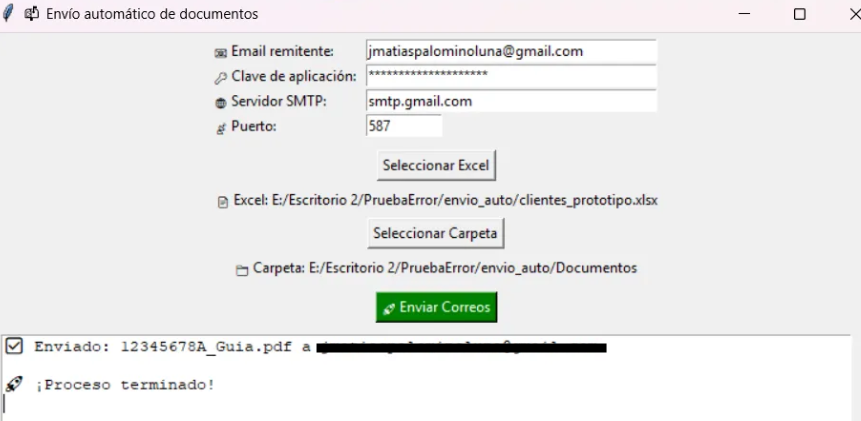 Envío automático de documentos
Email remitente: jmatiaspalominoluna@gmail.com
Clave de aplicación: ********************
Servidor SMTP: smtp.gmail.com
Puerto: 587
Seleccionar Excel
Excel: E:/Escritorio 2/PruebaError/envio_auto/clientes_prototipo.xlsx
Seleccionar Carpeta
Carpeta: E:/Escritorio 2/PruebaError/envio_auto/Documentos
Enviar Correos
Enviado: 12345678A_Guia.pdf a
¡Proceso terminado!